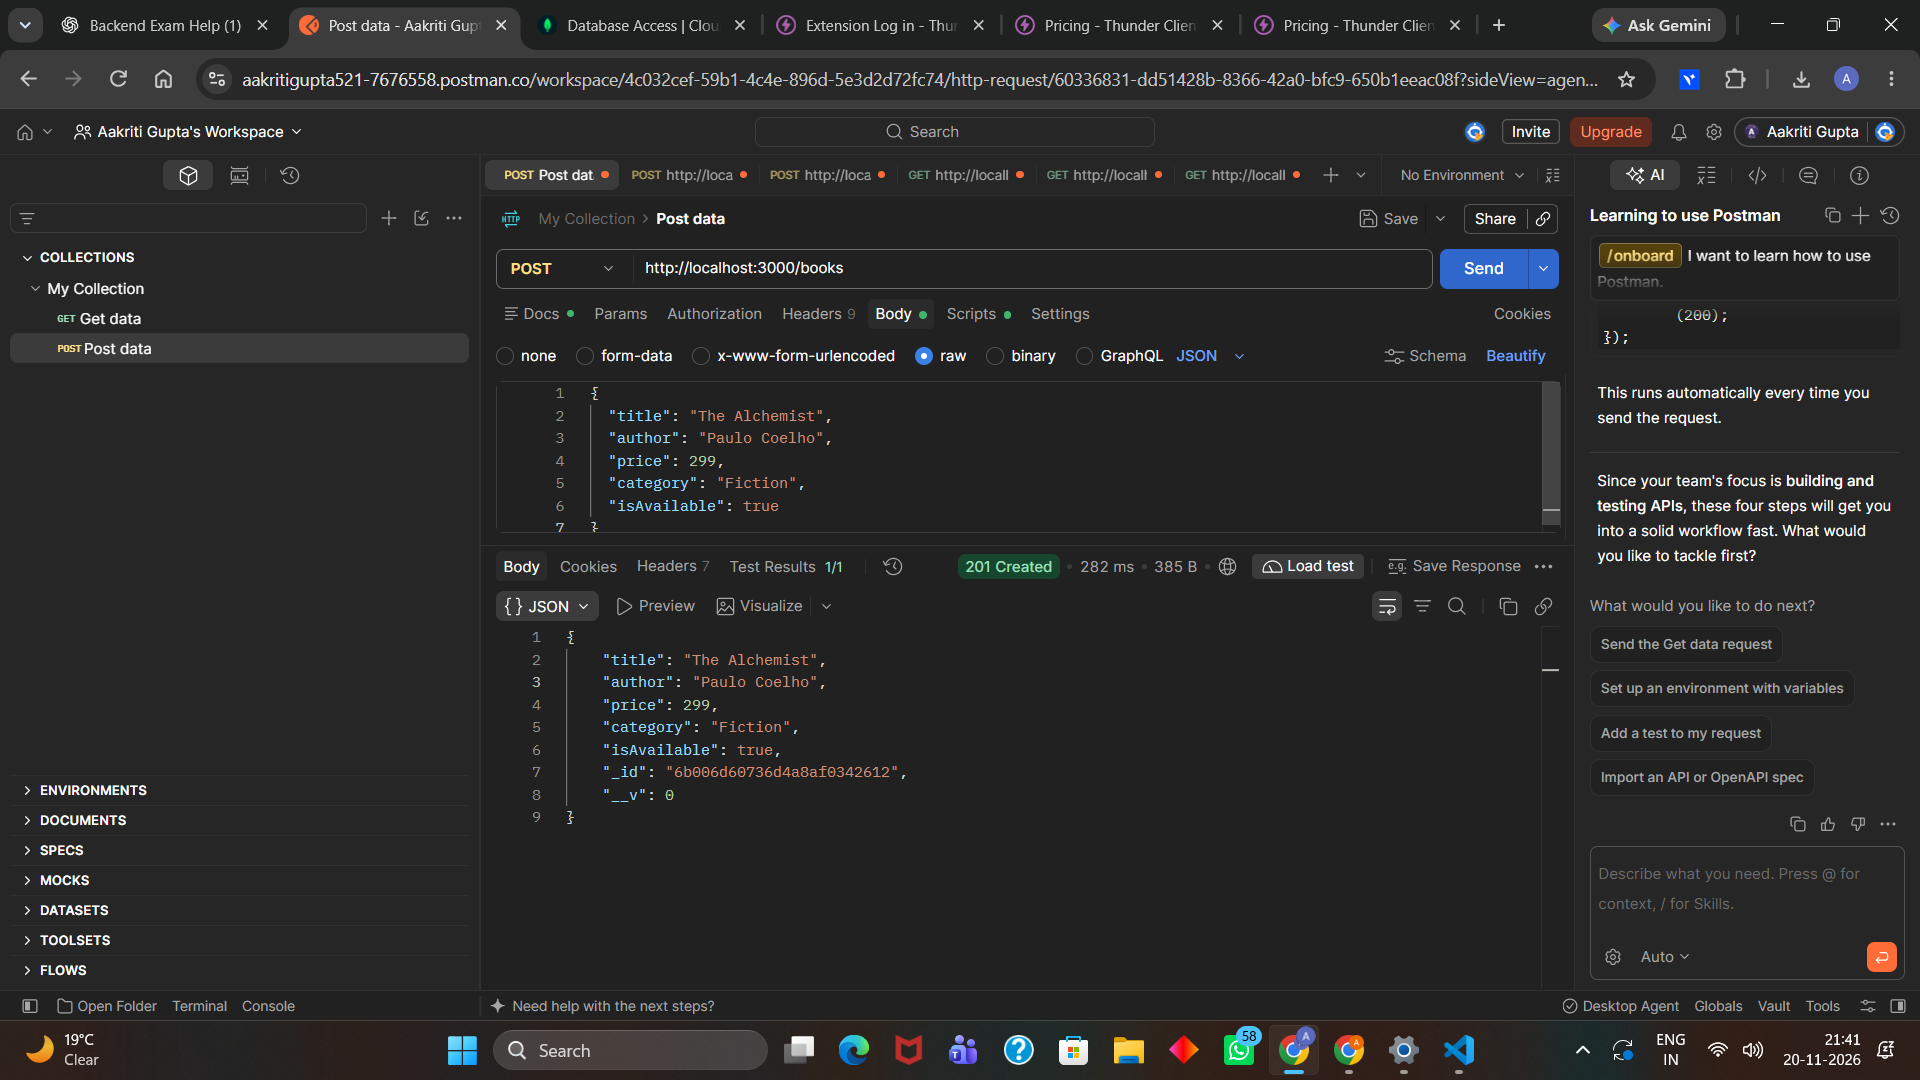 Backend Exam Help (1)
Post data - Aakriti Gupt
Database Access | Clou
Extension Log in - Thun
Pricing - Thunder Clien
Pricing - Thunder Clien
Ask Gemini
aakritigupta521-7676558.postman.co/workspace/4c032cef-59b1-4c4e-896d-5e3d2d72fc74/http-request/60336831-dd51428b-8366-42a0-bfc9-650b1eeac08f?sideView=agen...
A
Aakriti Gupta's Workspace
Search
Invite
Upgrade
A Aakriti Gupta
POST Post dat
POST http://loca
POST http://loca
GET http://locall
GET http://locall
GET http://locall
No Environment
AI
COLLECTIONS
My Collection
GET Get data
POST Post data
ENVIRONMENTS
DOCUMENTS
SPECS
MOCKS
DATASETS
TOOLSETS
FLOWS
HTTP My Collection > Post data
Save
Share
POST http://localhost:3000/books
Send
Docs Params Authorization Headers 9 Body Scripts Settings
Cookies
none form-data x-www-form-urlencoded raw binary GraphQL JSON
Schema Beautify
1 {
2 "title": "The Alchemist",
3 "author": "Paulo Coelho",
4 "price": 299,
5 "category": "Fiction",
6 "isAvailable": true
7 }
Body Cookies Headers 7 Test Results 1/1
201 Created • 282 ms • 385 B
Load test
e.g. Save Response
{} JSON Preview Visualize
1 {
2 "title": "The Alchemist",
3 "author": "Paulo Coelho",
4 "price": 299,
5 "category": "Fiction",
6 "isAvailable": true,
7 "_id": "6b006d60736d4a8af0342612",
8 "__v": 0
9 }
Learning to use Postman
/onboard I want to learn how to use
Postman.
(200);
});
This runs automatically every time you
send the request.
Since your team's focus is building and
testing APIs, these four steps will get you
into a solid workflow fast. What would
you like to tackle first?
What would you like to do next?
Send the Get data request
Set up an environment with variables
Add a test to my request
Import an API or OpenAPI spec
Describe what you need. Press @ for
context, / for Skills.
Auto
Open Folder Terminal Console
Need help with the next steps?
Desktop Agent Globals Vault Tools
19°C
Clear
Search
58
A
A
ENG
IN
21:41
20-11-2026